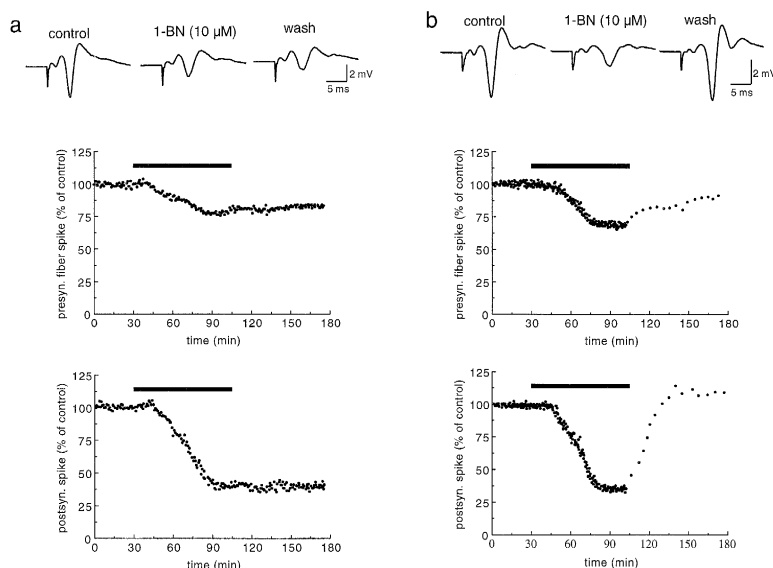 a
control
1-BN (10 µM)
wash
2 mV
5 ms
125
100
75
50
25
0
presyn. fiber spike (% of control)
0 30 60 90 120 150 180
time (min)
125
100
75
50
25
0
postsyn. spike (% of control)
0 30 60 90 120 150 180
time (min)
b
control
1-BN (10 µM)
wash
2 mV
5 ms
125
100
75
50
25
0
presyn. fiber spike (% of control)
0 30 60 90 120 150 180
time (min)
125
100
75
50
25
0
postsyn. spike (% of control)
0 30 60 90 120 150 180
time (min)